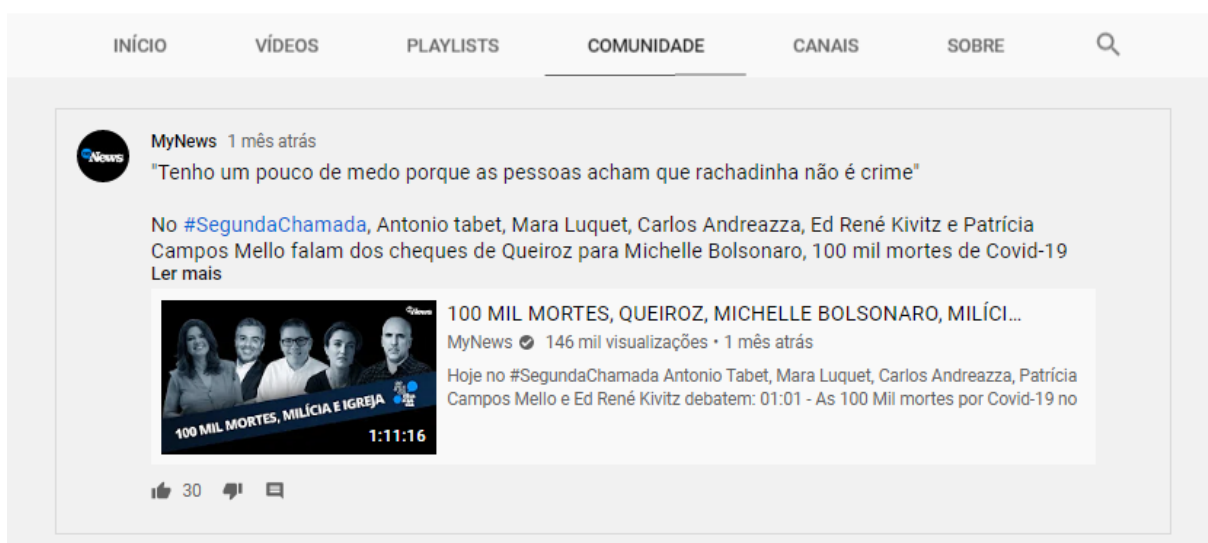 INÍCIO VÍDEOS PLAYLISTS COMUNIDADE CANAIS SOBRE
News
MyNews 1 mês atrás
"Tenho um pouco de medo porque as pessoas acham que rachadinha não é crime"
No #SegundaChamada, Antonio tabet, Mara Luquet, Carlos Andreazza, Ed René Kivitz e Patrícia
Campos Mello falam dos cheques de Queiroz para Michelle Bolsonaro, 100 mil mortes de Covid-19
Ler mais
News
100 MIL MORTES, MILÍCIA E IGREJA
1:11:16
100 MIL MORTES, QUEIROZ, MICHELLE BOLSONARO, MILÍCI...
MyNews 146 mil visualizações • 1 mês atrás
Hoje no #SegundaChamada Antonio Tabet, Mara Luquet, Carlos Andreazza, Patrícia
Campos Mello e Ed René Kivitz debatem: 01:01 - As 100 Mil mortes por Covid-19 no
30